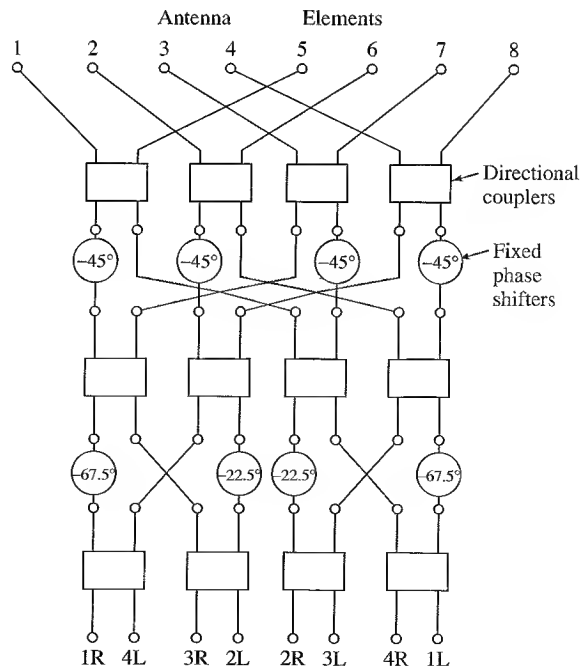 Antenna Elements
1 2 3 4 5 6 7 8
Directional
couplers
−45° −45° −45° −45°
Fixed
phase
shifters
−67.5° −22.5° −22.5° −67.5°
1R 4L 3R 2L 2R 3L 4R 1L